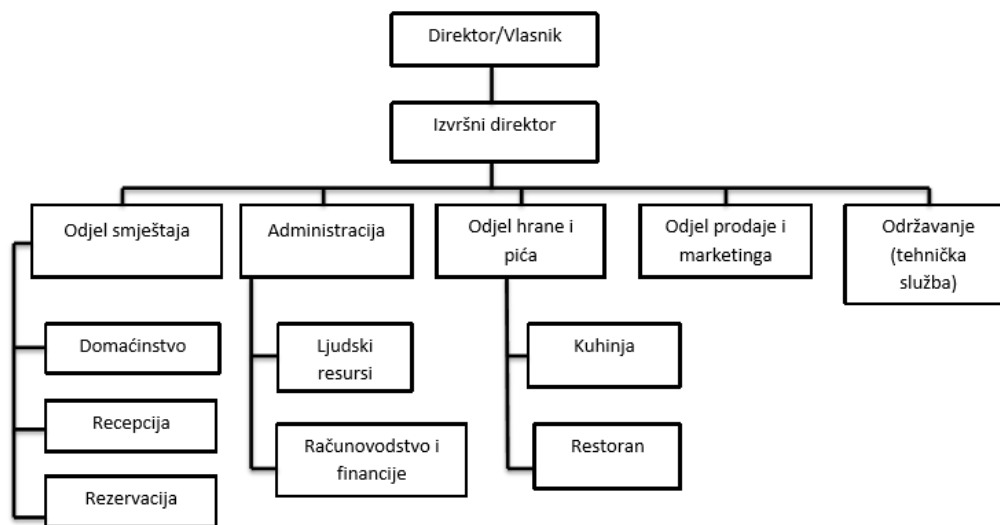 Direktor/Vlasnik
Izvršni direktor
Odjel smještaja
Administracija
Odjel hrane i
pića
Odjel prodaje i
marketinga
Održavanje
(tehnička
služba)
Domaćinstvo
Recepcija
Rezervacija
Ljudski
resursi
Računovodstvo i
financije
Kuhinja
Restoran